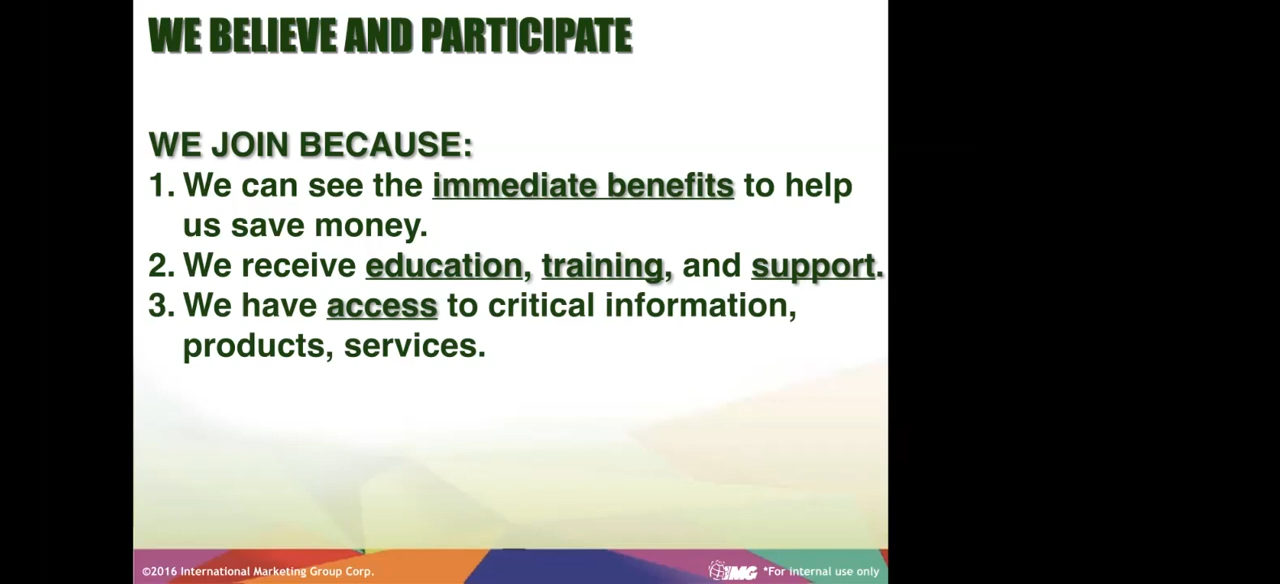 WE BELIEVE AND PARTICIPATE
WE JOIN BECAUSE:
1. We can see the immediate benefits to help
us save money.
2. We receive education, training, and support.
3. We have access to critical information,
products, services.
©2016 International Marketing Group Corp.
IMG *For internal use only